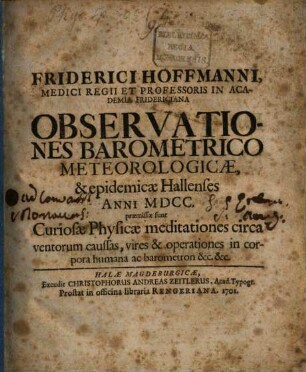 FRIDERICI HOFFMANNI,
MEDICI REGII ET PROFESSORIS IN ACA-
DEMIA FRIDERICIANA
OBSERVATIO-
NES BAROMETRICO
METEOROLOGICÆ,
& epidemicæ Hallenses
ANNI MDCC.
præmissæ sunt
Curiosæ Physicæ meditationes circa
ventorum caussas, vires & operationes in cor-
pora humana ac barometron &c. &c.
HALÆ MAGDEBURGICÆ,
Excudit CHRISTOPHORUS ANDREAS ZEITLERUS, Acad. Typogr.
Prostat in officina libraria RENGERIANA. 1701.